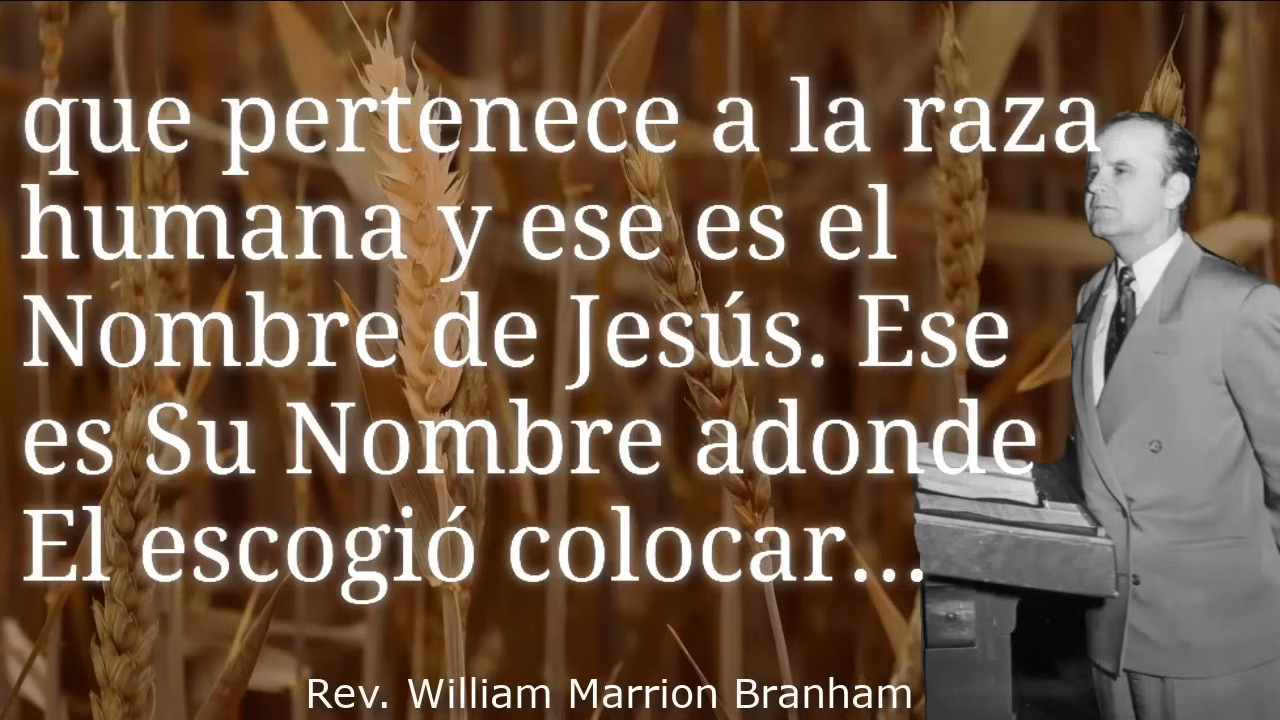 que pertenece a la raza
humana y ese es el
Nombre de Jesús. Ese
es Su Nombre adonde
El escogió colocar...
Rev. William Marrion Branham